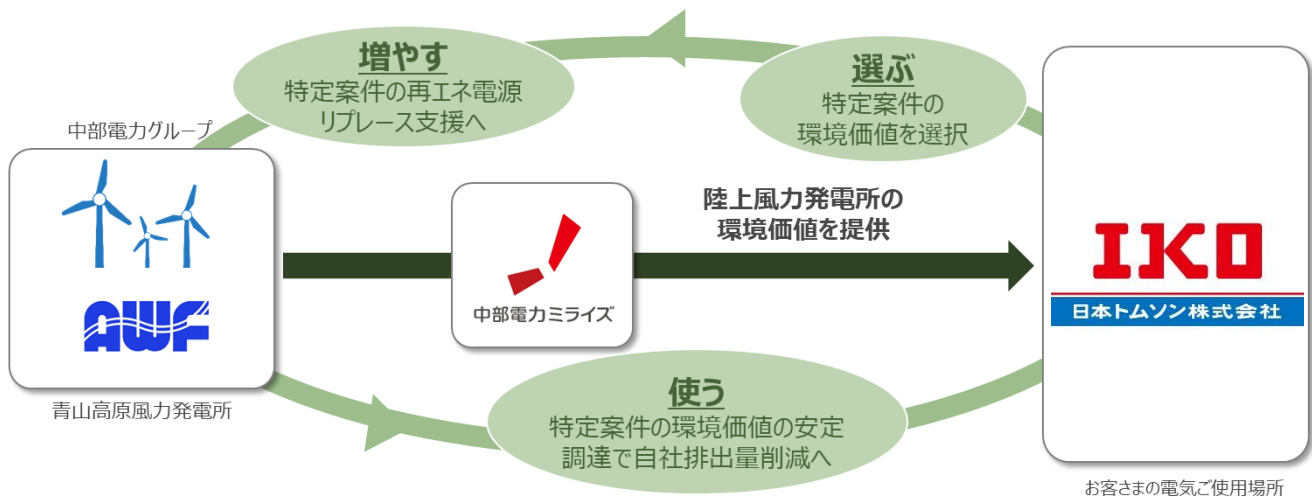 増やす
特定案件の再エネ電源
リプレース支援へ
選ぶ
特定案件の
環境価値を選択
中部電力グループ
AWF
青山高原風力発電所
中部電力ミライズ
陸上風力発電所の
環境価値を提供
IKO
日本トムソン株式会社
使う
特定案件の環境価値の安定
調達で自社排出量削減へ
お客さまの電気ご使用場所